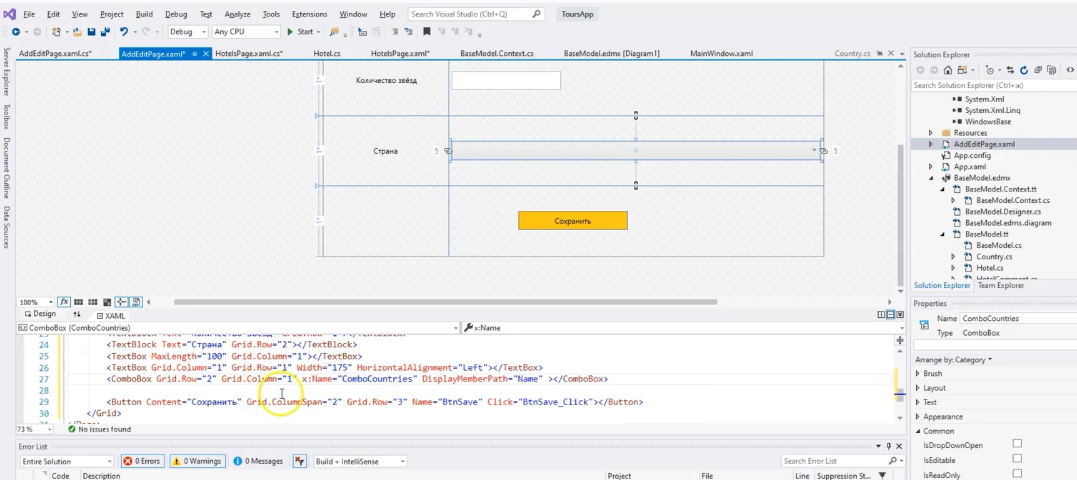 File Edit View Project Build Debug Test Analyze Tools Extensions Window Help Search Visual Studio (Ctrl+Q) ToursApp
Debug Any CPU Start
AddEditPage.xaml.cs* AddEditPage.xaml* HotelsPage.xaml.cs* Hotel.cs HotelsPage.xaml* BaseModel.Context.cs BaseModel.edmx [Diagram1] MainWindow.xaml Country.cs
Server Explorer
Toolbox
Document Outline
Data Sources
Количество звёзд
Страна
5 5
Сохранить
100%
Design XAML
ComboBox (ComboCountries) x:Name
24 <TextBlock Text="Страна" Grid.Row="2"></TextBlock>
25 <TextBox MaxLength="100" Grid.Column="1"></TextBox>
26 <TextBox Grid.Column="1" Grid.Row="1" Width="175" HorizontalAlignment="Left"></TextBox>
27 <ComboBox Grid.Row="2" Grid.Column="1" x:Name="ComboCountries" DisplayMemberPath="Name" ></ComboBox>
28
29 <Button Content="Сохранить" Grid.ColumnSpan="2" Grid.Row="3" Name="BtnSave" Click="BtnSave_Click"></Button>
30 </Grid>
73 % No issues found
Error List
Entire Solution 0 Errors 0 Warnings 0 Messages Build + IntelliSense Search Error List
Code Description Project File Line Suppression St...
Solution Explorer
Search Solution Explorer (Ctrl+ж)
System.Xml
System.Xml.Linq
WindowsBase
Resources
AddEditPage.xaml
App.config
App.xaml
BaseModel.edmx
BaseModel.Context.tt
BaseModel.Context.cs
BaseModel.Designer.cs
BaseModel.edmx.diagram
BaseModel.tt
BaseModel.cs
Country.cs
Hotel.cs
Solution Explorer Team Explorer
Properties
Name ComboCountries
Type ComboBox
Arrange by: Category
Brush
Layout
Text
Appearance
Common
IsDropDownOpen
IsEditable
IsReadOnly